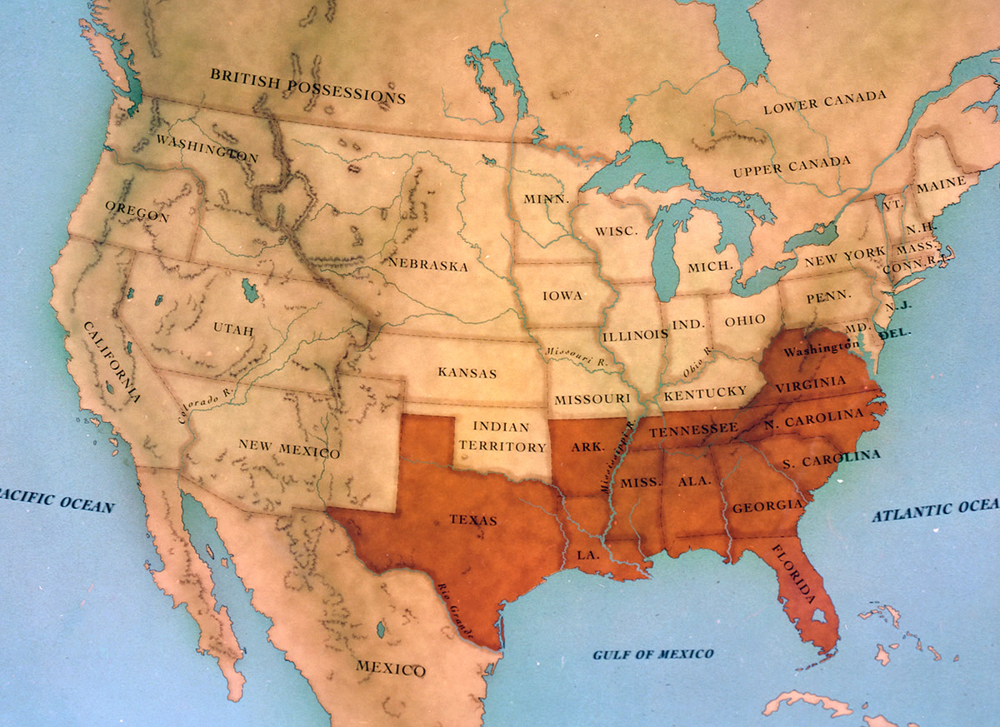 BRITISH POSSESSIONS
LOWER CANADA
UPPER CANADA
WASHINGTON
OREGON
MINN.
WISC.
MICH.
MAINE
VT.
N.H.
MASS.
CONN.
R.I.
NEW YORK
NEBRASKA
IOWA
PENN.
N.J.
UTAH
CALIFORNIA
ILLINOIS
IND.
OHIO
MD.
DEL.
Washington
Missouri R.
Ohio R.
KANSAS
MISSOURI
KENTUCKY
VIRGINIA
Colorado R.
NEW MEXICO
INDIAN
TERRITORY
ARK.
Mississippi R.
TENNESSEE
N. CAROLINA
S. CAROLINA
MISS.
ALA.
GEORGIA
PACIFIC OCEAN
ATLANTIC OCEA
TEXAS
LA.
FLORIDA
Rio Grande
GULF OF MEXICO
MEXICO